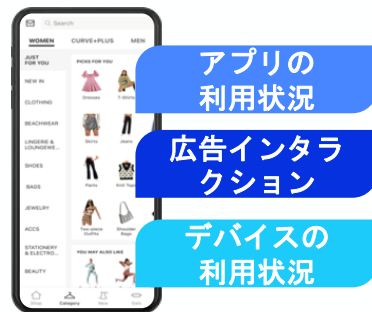 Search
WOMEN
CURVE+PLUS
MEN
JUST
FOR YOU
PICKS FOR YOU
NEW IN
Dresses
T-Shirts
CLOTHING
BEACHWEAR
Skirts
Jeans
LINGERIE &
LOUNGEWE...
SHOES
Pants
Knit Tops
BAGS
JEWELRY
ACCS
Two-piece
Outfits
Shoulder
Bags
STATIONERY
& ELECTRO...
YOU MAY ALSO LIKE
BEAUTY
Shop
Category
New
アプリの
利用状況
広告インタラ
クション
デバイスの
利用状況